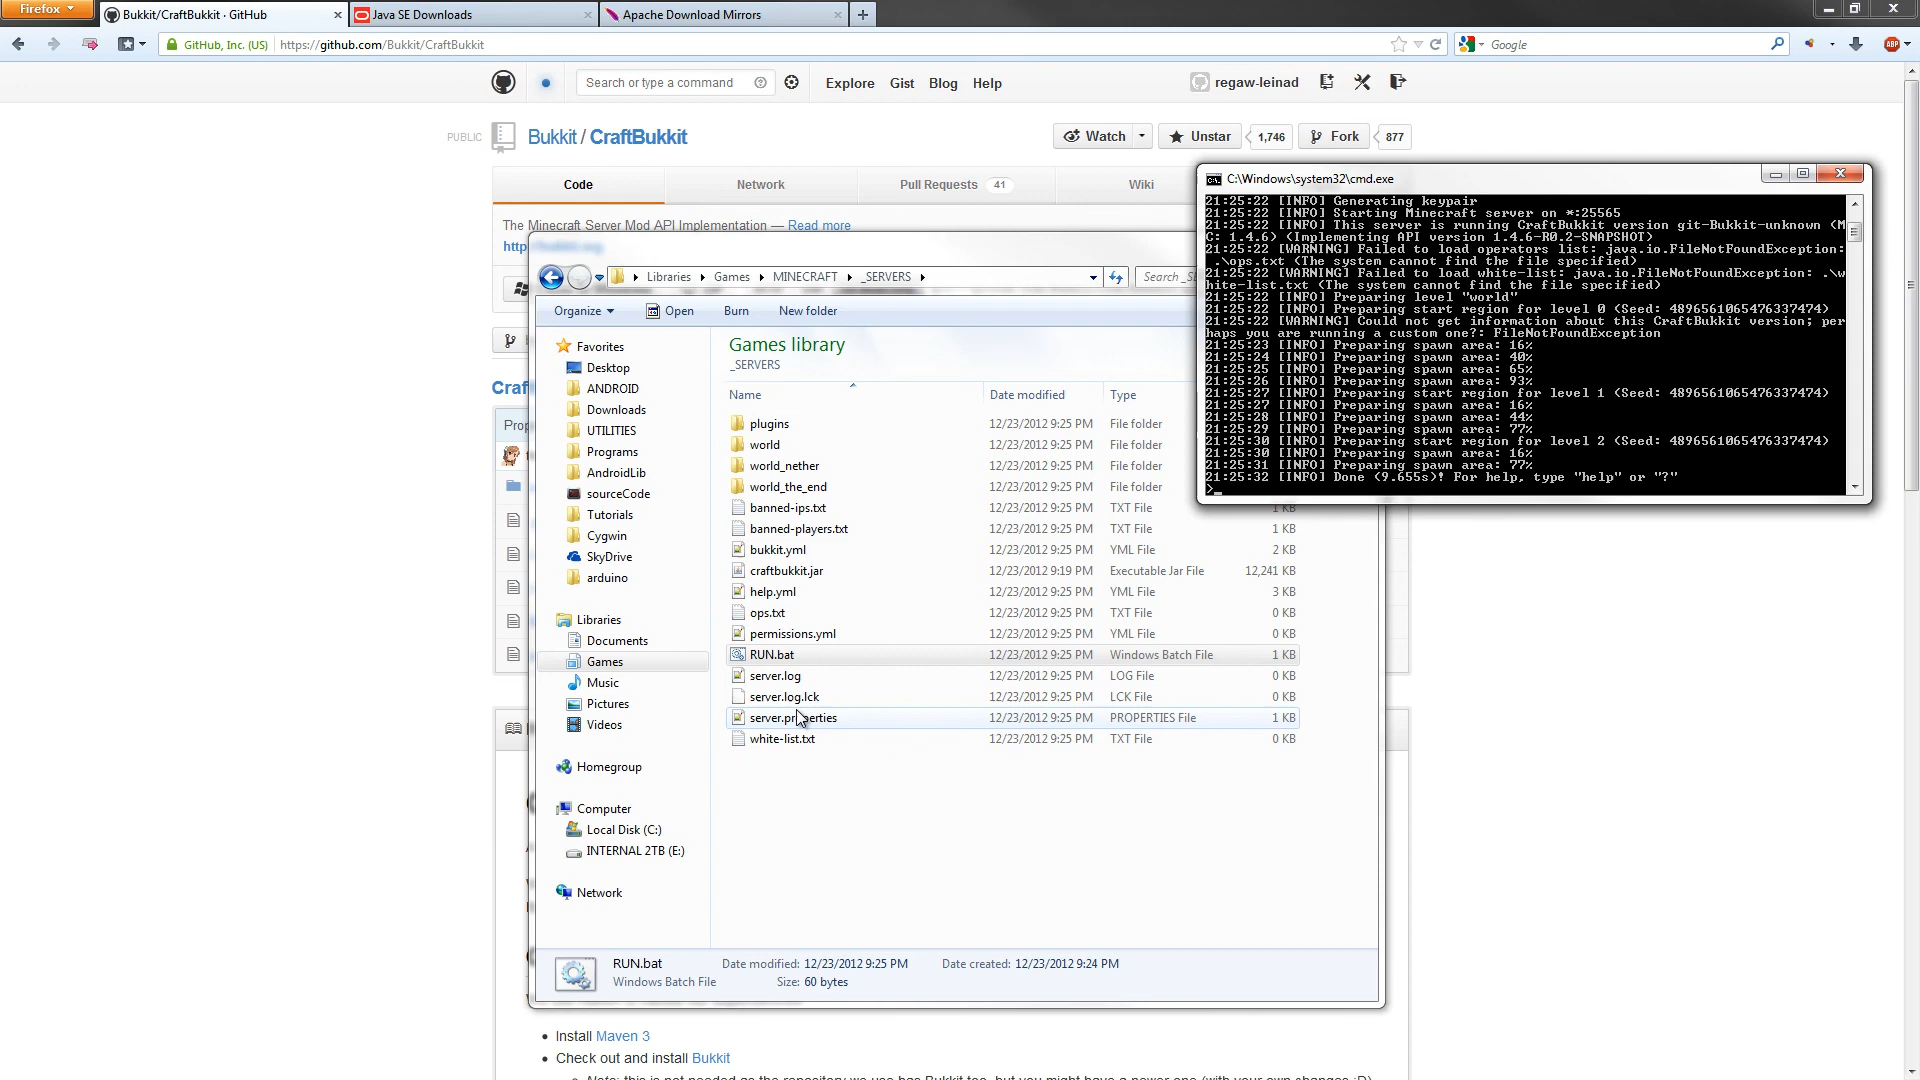 Firefox
Bukkit/CraftBukkit · GitHub
Java SE Downloads
Apache Download Mirrors
GitHub, Inc. (US)
https://github.com/Bukkit/CraftBukkit
Google
ABP
Search or type a command
Explore
Gist
Blog
Help
regaw-leinad
PUBLIC
Bukkit / CraftBukkit
Watch
Unstar
1,746
Fork
877
Code
Network
Pull Requests 41
Wiki
The Minecraft Server Mod API Implementation — Read more
C:\Windows\system32\cmd.exe
21:25:22 [INFO] Generating keypair
21:25:22 [INFO] Starting Minecraft server on *:25565
21:25:22 [INFO] This server is running CraftBukkit version git-Bukkit-unknown (M
C: 1.4.6) (Implementing API version 1.4.6-R0.2-SNAPSHOT)
21:25:22 [WARNING] Failed to load operators list: java.io.FileNotFoundException:
.\ops.txt (The system cannot find the file specified)
21:25:22 [WARNING] Failed to load white-list: java.io.FileNotFoundException: .\w
hite-list.txt (The system cannot find the file specified)
21:25:22 [INFO] Preparing level "world"
21:25:22 [INFO] Preparing start region for level 0 (Seed: 4896561065476337474)
21:25:22 [WARNING] Could not get information about this CraftBukkit version; per
haps you are running a custom one?: FileNotFoundException
21:25:23 [INFO] Preparing spawn area: 16%
21:25:24 [INFO] Preparing spawn area: 40%
21:25:25 [INFO] Preparing spawn area: 65%
21:25:26 [INFO] Preparing spawn area: 93%
21:25:27 [INFO] Preparing start region for level 1 (Seed: 4896561065476337474)
21:25:27 [INFO] Preparing spawn area: 16%
21:25:28 [INFO] Preparing spawn area: 44%
21:25:29 [INFO] Preparing spawn area: 77%
21:25:30 [INFO] Preparing start region for level 2 (Seed: 4896561065476337474)
21:25:30 [INFO] Preparing spawn area: 16%
21:25:31 [INFO] Preparing spawn area: 77%
21:25:32 [INFO] Done (9.655s)! For help, type "help" or "?"
>_
Libraries
Games
MINECRAFT
_SERVERS
Search _S
Organize
Open
Burn
New folder
Favorites
Desktop
ANDROID
Downloads
UTILITIES
Programs
AndroidLib
sourceCode
Tutorials
Cygwin
SkyDrive
arduino
Libraries
Documents
Games
Music
Pictures
Videos
Homegroup
Computer
Local Disk (C:)
INTERNAL 2TB (E:)
Network
Games library
_SERVERS
Name Date modified Type
plugins 12/23/2012 9:25 PM File folder
world 12/23/2012 9:25 PM File folder
world_nether 12/23/2012 9:25 PM File folder
world_the_end 12/23/2012 9:25 PM File folder
banned-ips.txt 12/23/2012 9:25 PM TXT File 1 KB
banned-players.txt 12/23/2012 9:25 PM TXT File 1 KB
bukkit.yml 12/23/2012 9:25 PM YML File 2 KB
craftbukkit.jar 12/23/2012 9:19 PM Executable Jar File 12,241 KB
help.yml 12/23/2012 9:25 PM YML File 3 KB
ops.txt 12/23/2012 9:25 PM TXT File 0 KB
permissions.yml 12/23/2012 9:25 PM YML File 0 KB
RUN.bat 12/23/2012 9:25 PM Windows Batch File 1 KB
server.log 12/23/2012 9:25 PM LOG File 0 KB
server.log.lck 12/23/2012 9:25 PM LCK File 0 KB
server.properties 12/23/2012 9:25 PM PROPERTIES File 1 KB
white-list.txt 12/23/2012 9:25 PM TXT File 0 KB
RUN.bat Date modified: 12/23/2012 9:25 PM Date created: 12/23/2012 9:24 PM
Windows Batch File Size: 60 bytes
Install Maven 3
Check out and install Bukkit